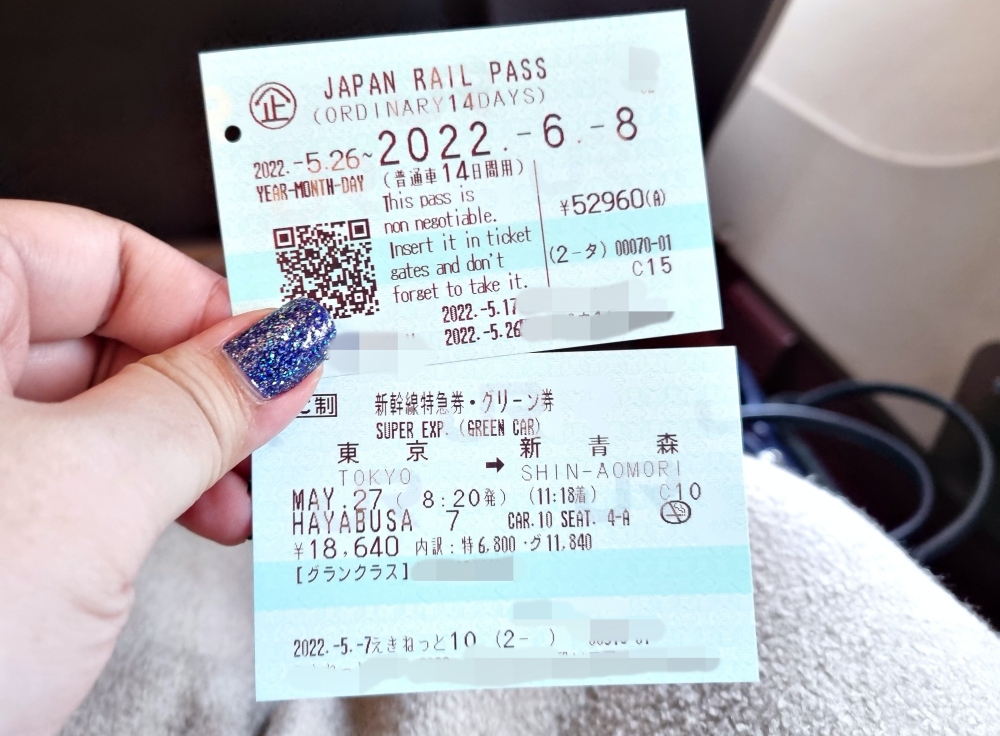 企 JAPAN RAIL PASS
(ORDINARY14DAYS)
2022.-5.26~2022.-6.-8
YEAR-MONTH-DAY (普通車14日間用)
This pass is
non negotiable.
Insert it in ticket
gates and don't
forget to take it.
¥52960(A)
(2-タ) 00070-01
C15
2022.-5.17
2022.-5.26
制 新幹線特急券・グリーン券
SUPER EXP. (GREEN CAR)
東京 → 新青森
TOKYO SHIN-AOMORI
MAY.27 ( 8:20発) (11:18着) C10
HAYABUSA 7 CAR.10 SEAT. 4-A
¥18,640 内訳:特6,800・グ11,840
[グランクラス]
2022.-5.-7えきねっと10 (2- )